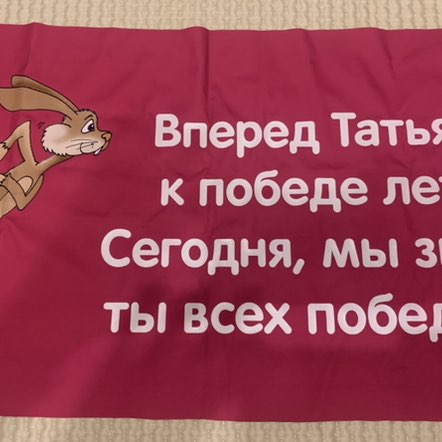 Вперед Татья
к победе ле
Сегодня, мы з
ты всех побед